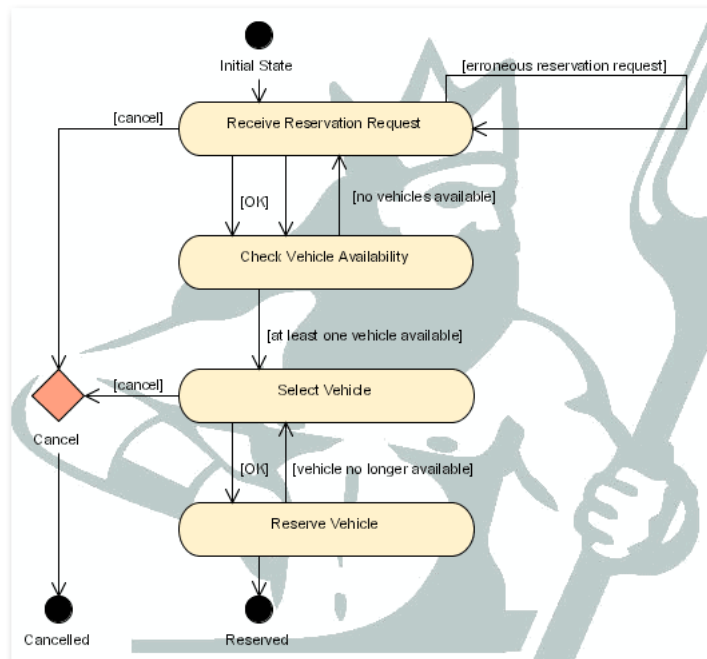 Initial State
[erroneous reservation request]
[cancel]
Receive Reservation Request
[OK]
[no vehicles available]
Check Vehicle Availability
[at least one vehicle available]
[cancel]
Select Vehicle
Cancel
[OK]
[vehicle no longer available]
Reserve Vehicle
Cancelled
Reserved